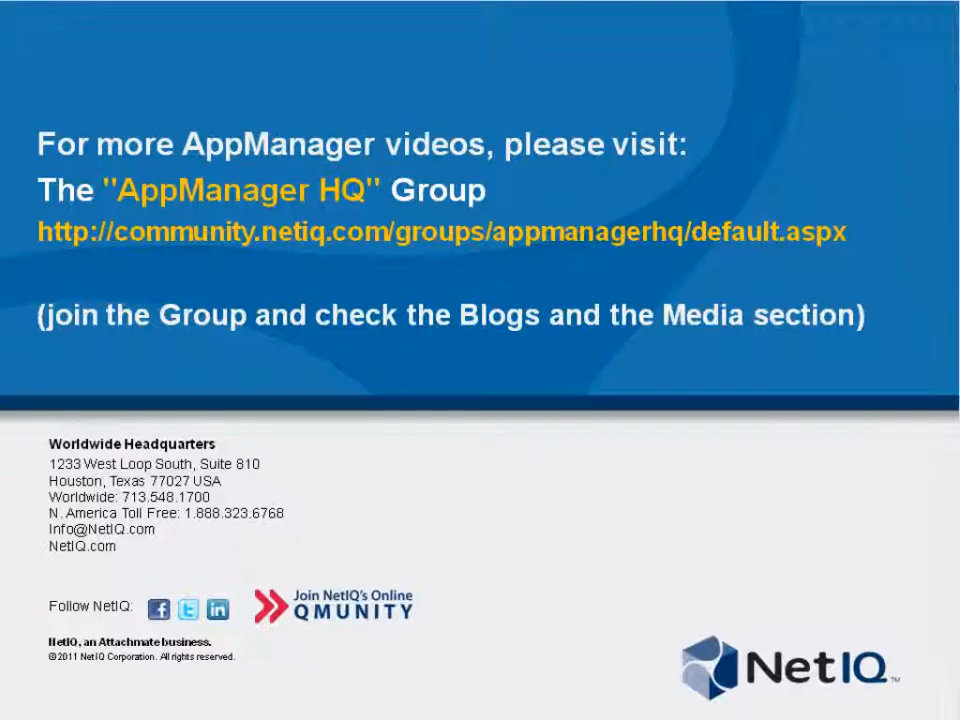 For more AppManager videos, please visit:
The "AppManager HQ" Group
http://community.netiq.com/groups/appmanagerhq/default.aspx
(join the Group and check the Blogs and the Media section)
Worldwide Headquarters
1233 West Loop South, Suite 810
Houston, Texas 77027 USA
Worldwide: 713.548.1700
N. America Toll Free: 1.888.323.6768
Info@NetIQ.com
NetIQ.com
Follow NetIQ:
Join NetIQ's Online
QMUNITY
NetIQ, an Attachmate business.
©2011 NetIQ Corporation. All rights reserved.
NetIQ™